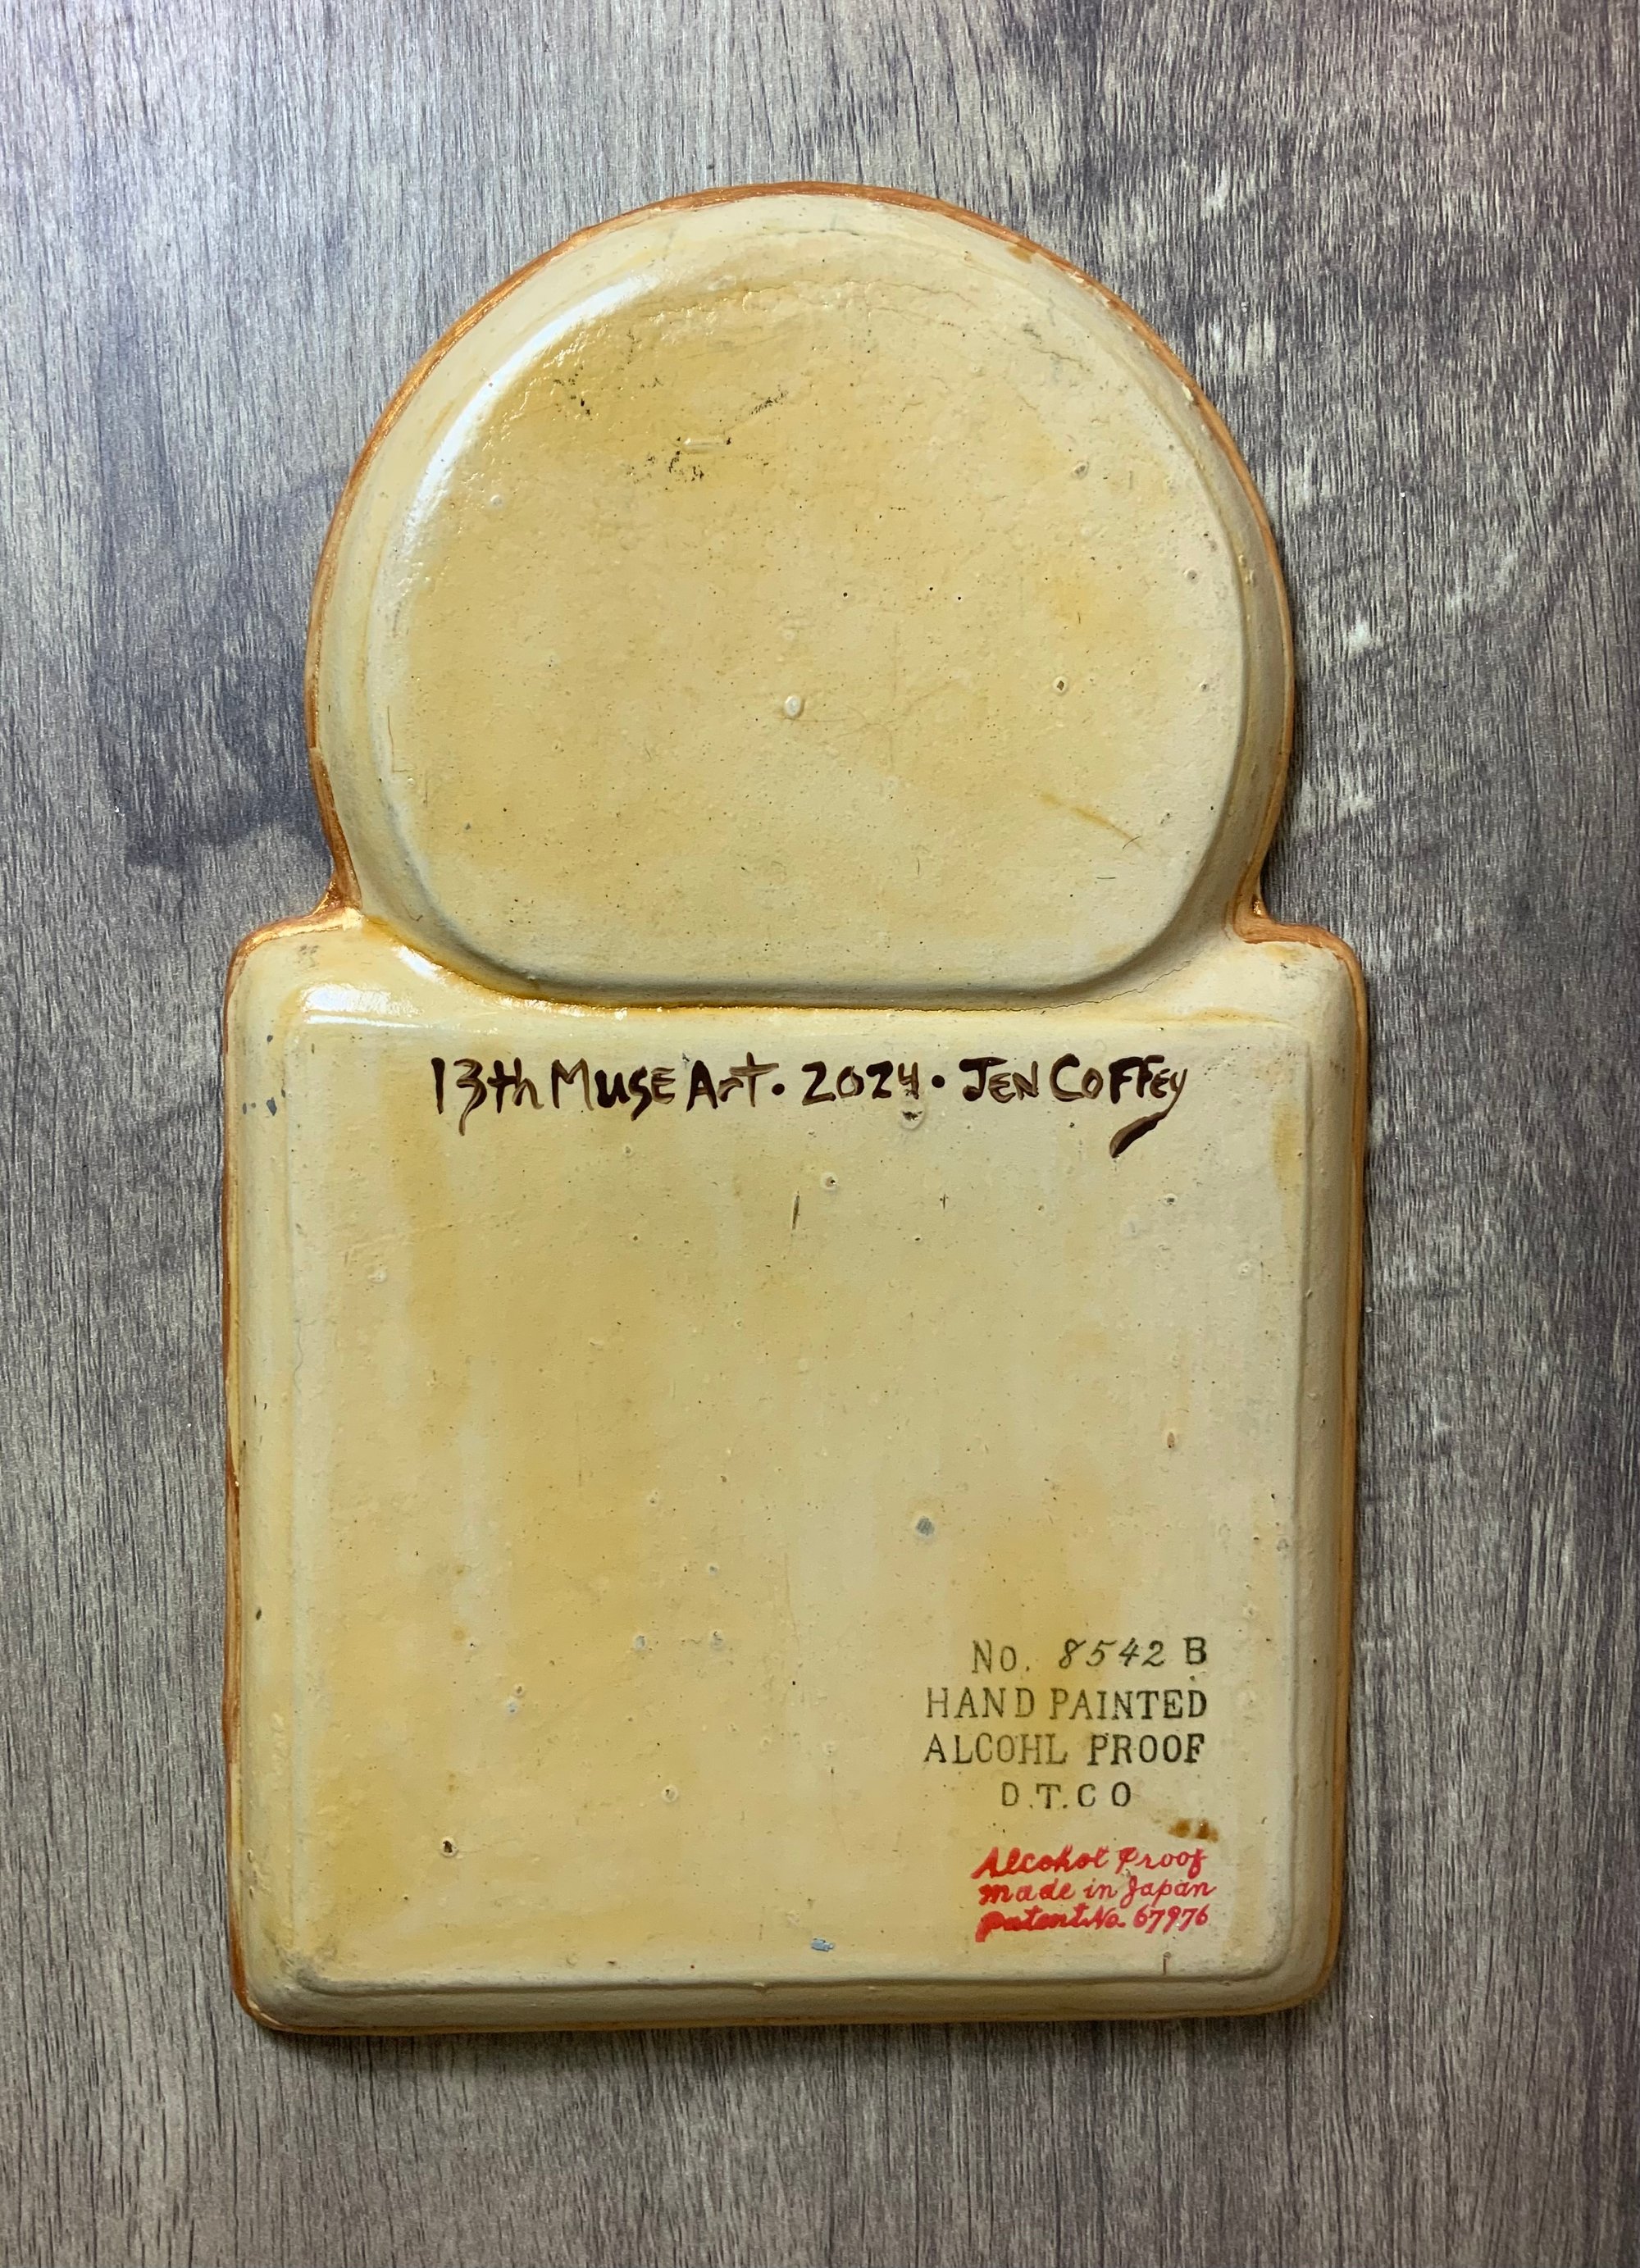 13th Muse Art • 2024 • Jen Coffey
No. 8542 B
HAND PAINTED
ALCOHL PROOF
D.T.CO
Alcohol Proof
made in Japan
Patent No. 67976